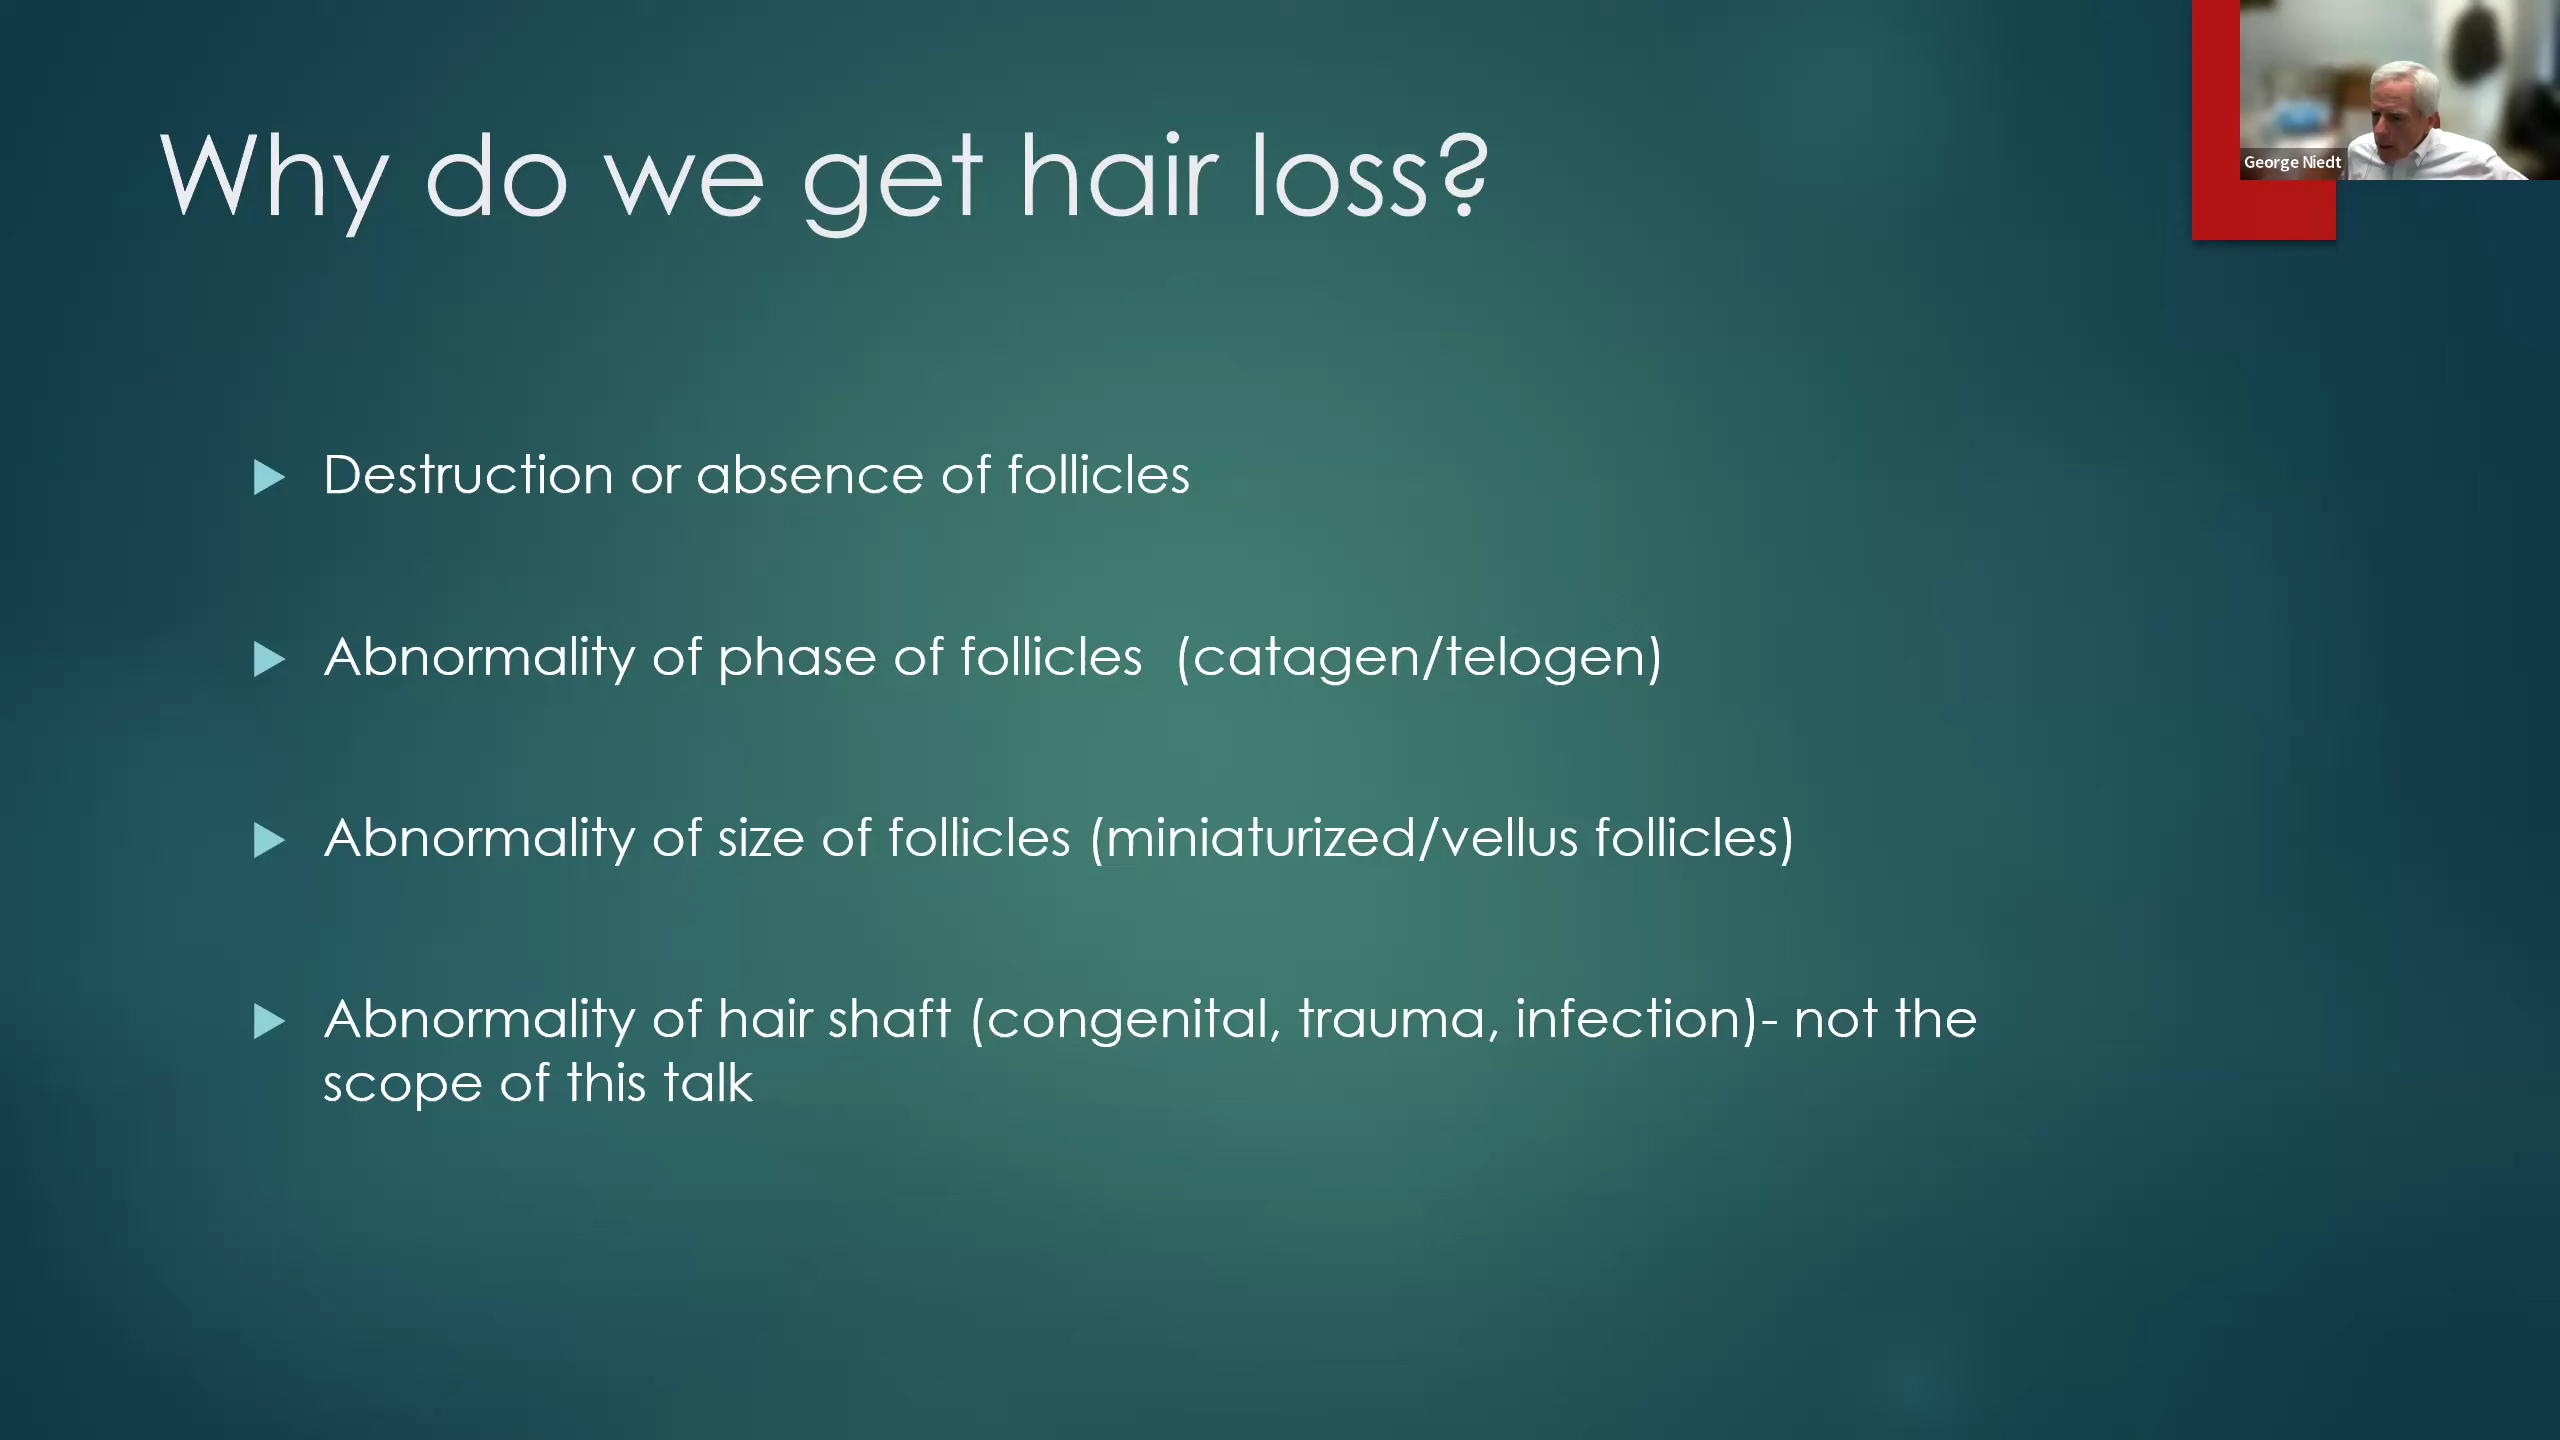 Why do we get hair loss?
George Niedt
Destruction or absence of follicles
Abnormality of phase of follicles  (catagen/telogen)
Abnormality of size of follicles (miniaturized/vellus follicles)
Abnormality of hair shaft (congenital, trauma, infection)- not the
scope of this talk